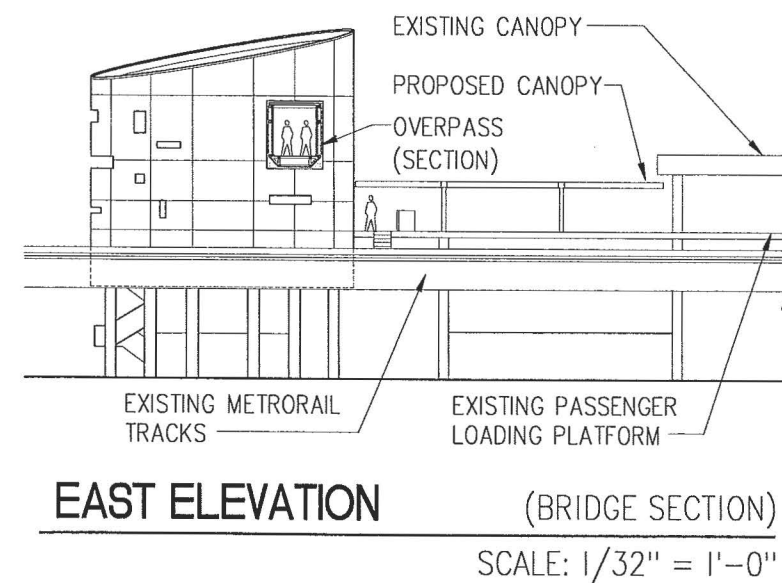 EXISTING CANOPY
PROPOSED CANOPY
OVERPASS
(SECTION)
EXISTING METRORAIL
TRACKS
EXISTING PASSENGER
LOADING PLATFORM
EAST ELEVATION (BRIDGE SECTION)
SCALE: 1/32" = 1'-0"